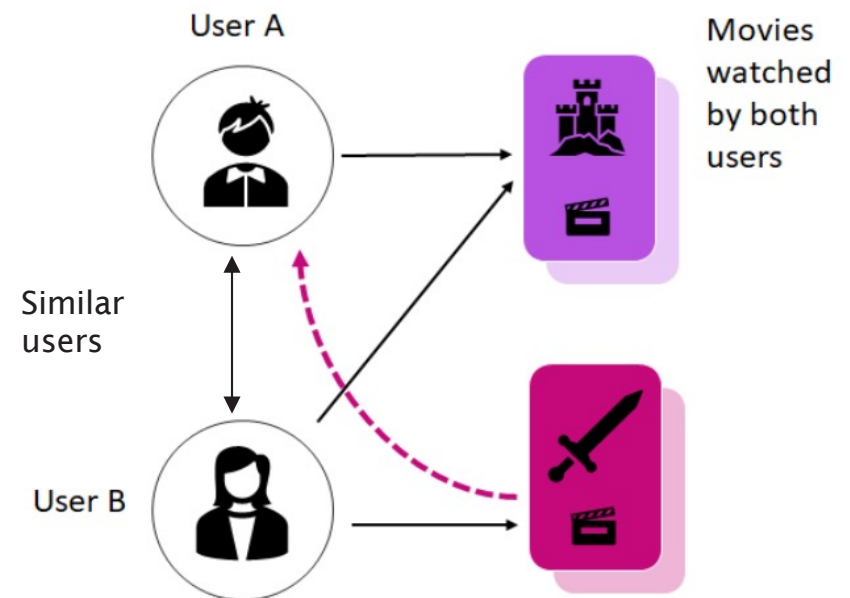 User A
Movies
watched
by both
users
Similar
users
User B